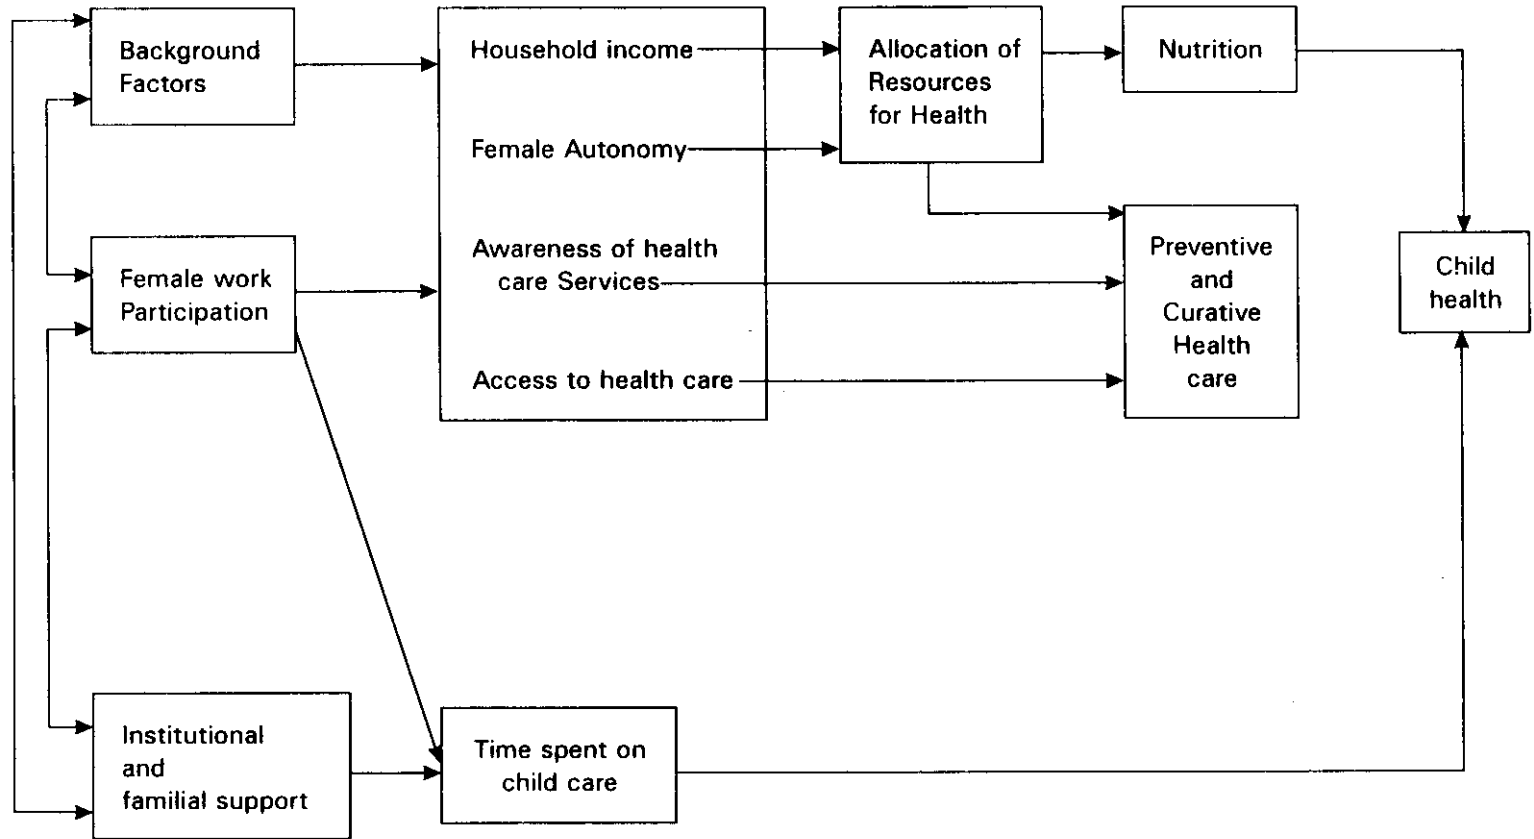 Background
Factors
Household income
Female Autonomy
Awareness of health
care Services
Access to health care
Allocation of
Resources
for Health
Nutrition
Preventive
and
Curative
Health
care
Child
health
Female work
Participation
Institutional
and
familial support
Time spent on
child care